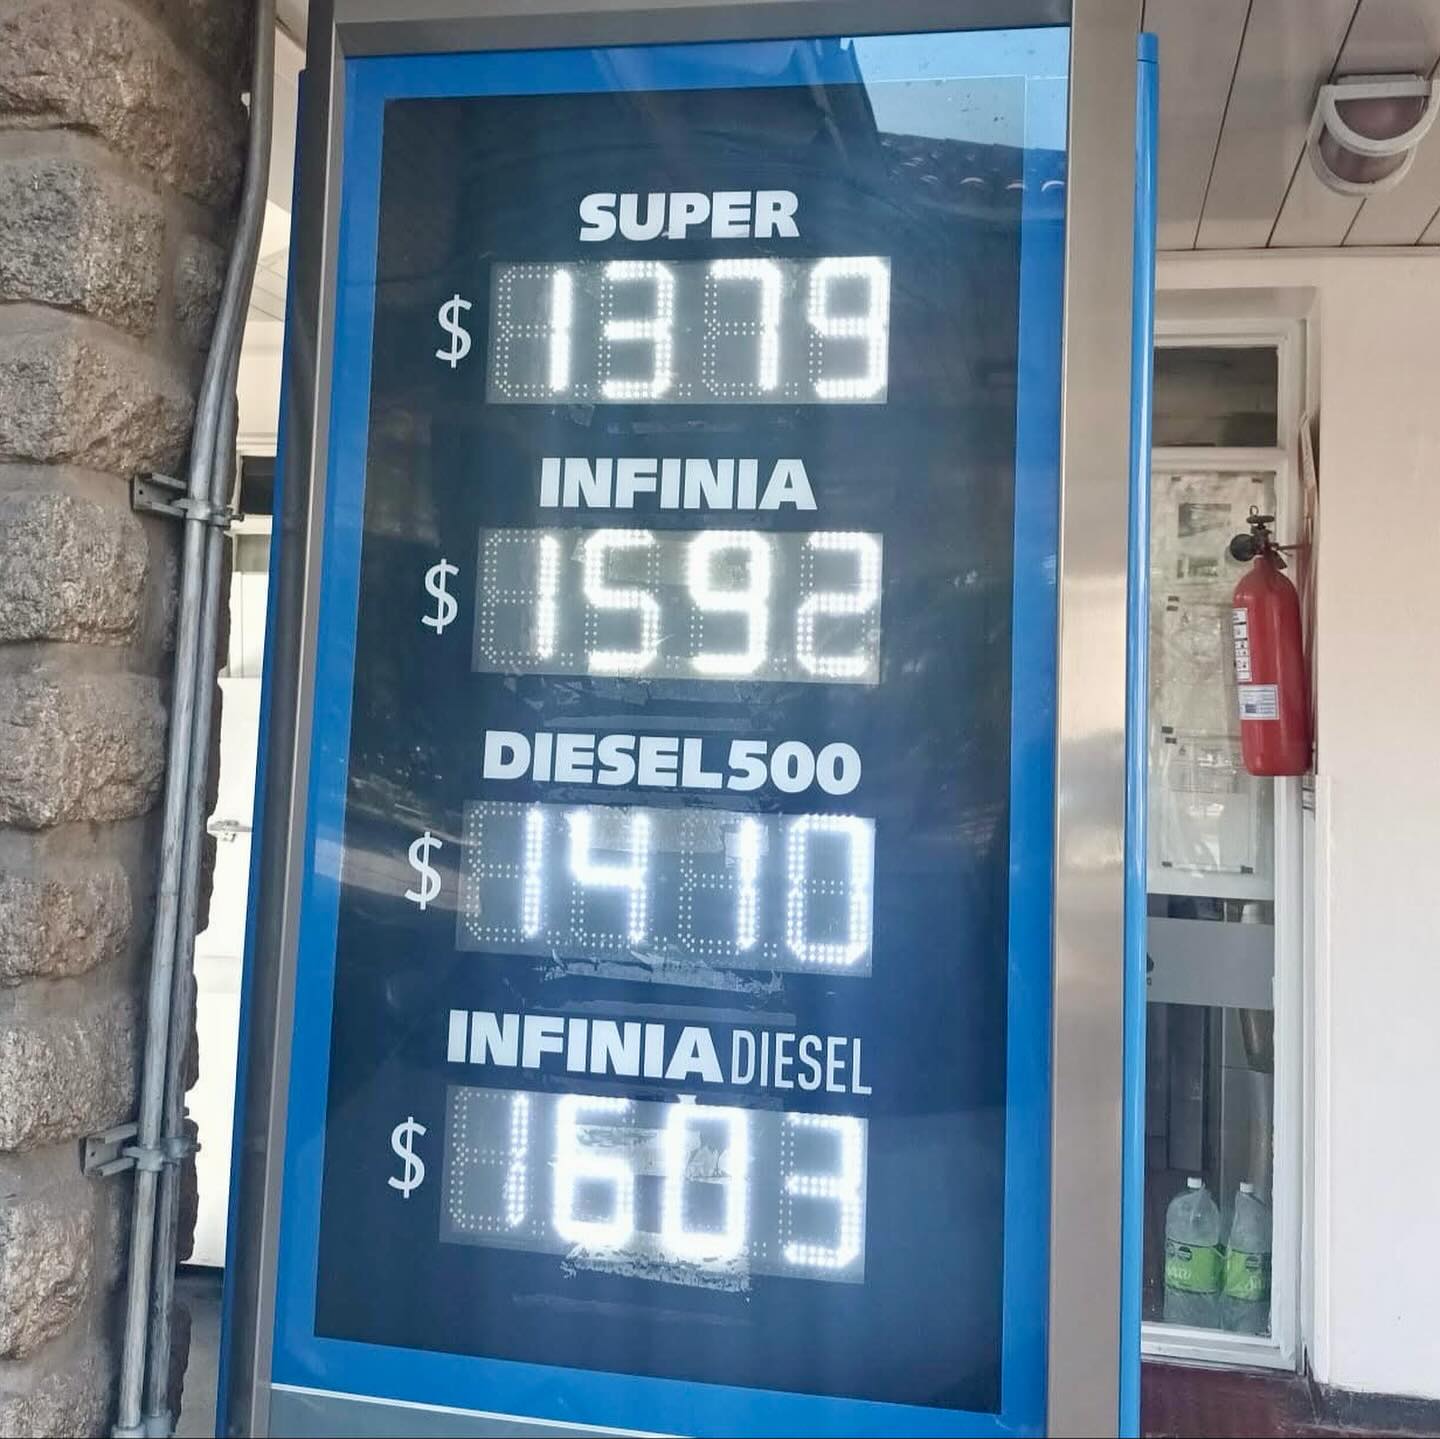 SUPER
$ 1379
INFINIA
$ 1592
DIESEL500
$ 1410
INFINIA DIESEL
$ 1603